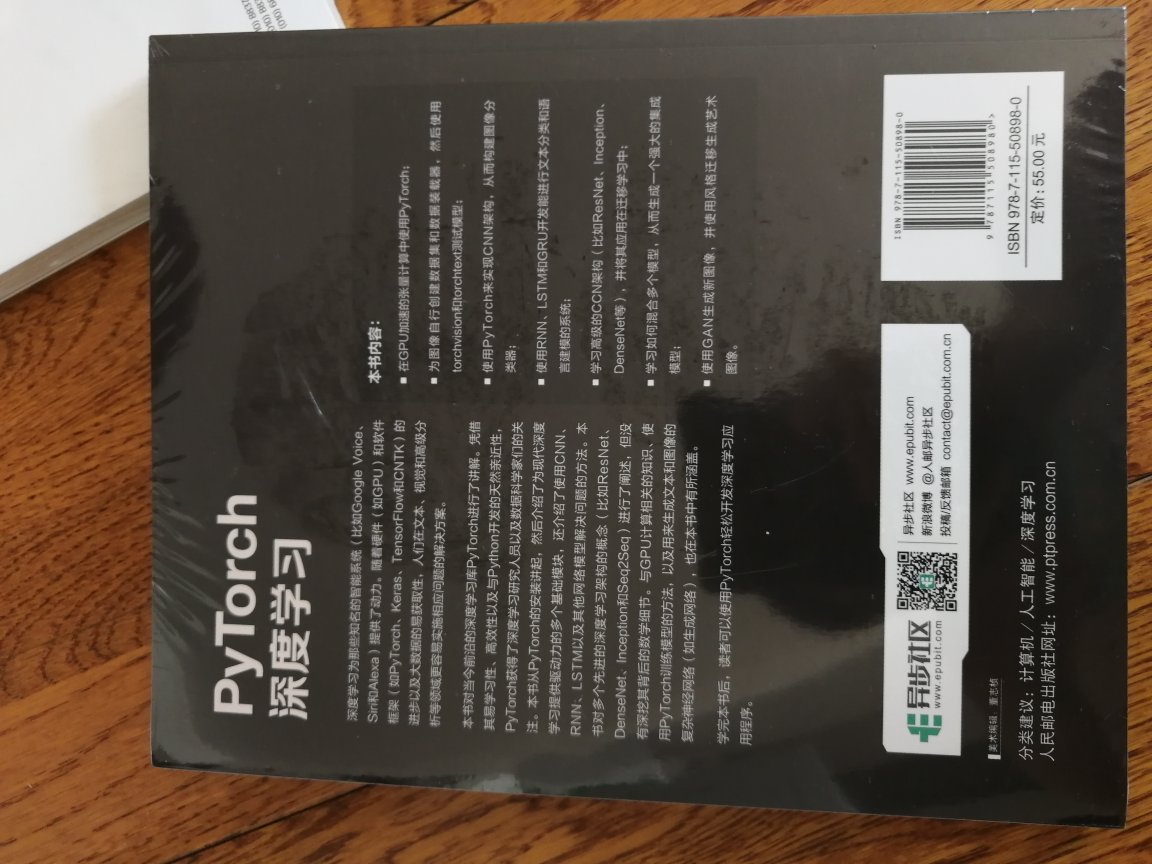 PyTorch
深度学习
深度学习为那些知名的智能系统（比如Google Voice、
Siri和Alexa）提供了动力。随着硬件（如GPU）和软件
框架（如PyTorch、Keras、TensorFlow和CNTK）的
进步以及大数据的易获取性，人们在文本、视觉和高级分
析等领域更容易实施相应问题的解决方案。
本书对当今前沿的深度学习库PyTorch进行了讲解。凭借
其易学习性、高效性以及与Python开发的天然亲近性，
PyTorch获得了深度学习研究人员以及数据科学家们的关
注。本书从PyTorch的安装讲起，然后介绍了为现代深度
学习提供驱动力的多个基础模块，还介绍了使用CNN、
RNN、LSTM以及其他网络模型解决问题的方法。本
书对多个先进的深度学习架构的概念（比如ResNet、
DenseNet、Inception和Seq2Seq）进行了阐述，但没
有深挖其背后的数学细节。与GPU计算相关的知识、使
用PyTorch训练模型的方法，以及用来生成文本和图像的
复杂神经网络（如生成网络），也在本书中有所涵盖。
学完本书后，读者可以使用PyTorch轻松开发深度学习应
用程序。
本书内容：
■ 在GPU加速的张量计算中使用PyTorch；
■ 为图像自行创建数据集和数据装载器，然后使用
torchvision和torchtext测试模型；
■ 使用PyTorch来实现CNN架构，从而构建图像分
类器；
■ 使用RNN、LSTM和GRU开发能进行文本分类和语
言建模的系统；
■ 学习高级的CCN架构（比如ResNet、Inception、
DenseNet等），并将其应用在迁移学习中；
■ 学习如何混合多个模型，从而生成一个强大的集成
模型；
■ 使用GAN生成新图像，并使用风格迁移生成艺术
图像。
异步社区
www.epubit.com
异步社区 www.epubit.com
新浪微博 @人邮异步社区
投稿/反馈邮箱 contact@epubit.com.cn
ISBN 978-7-115-50898-0
9 787115 508980 >
ISBN 978-7-115-50898-0
定价：55.00 元
美术编辑 董志桢
分类建议：计算机／人工智能／深度学习
人民邮电出版社网址：www.ptpress.com.cn